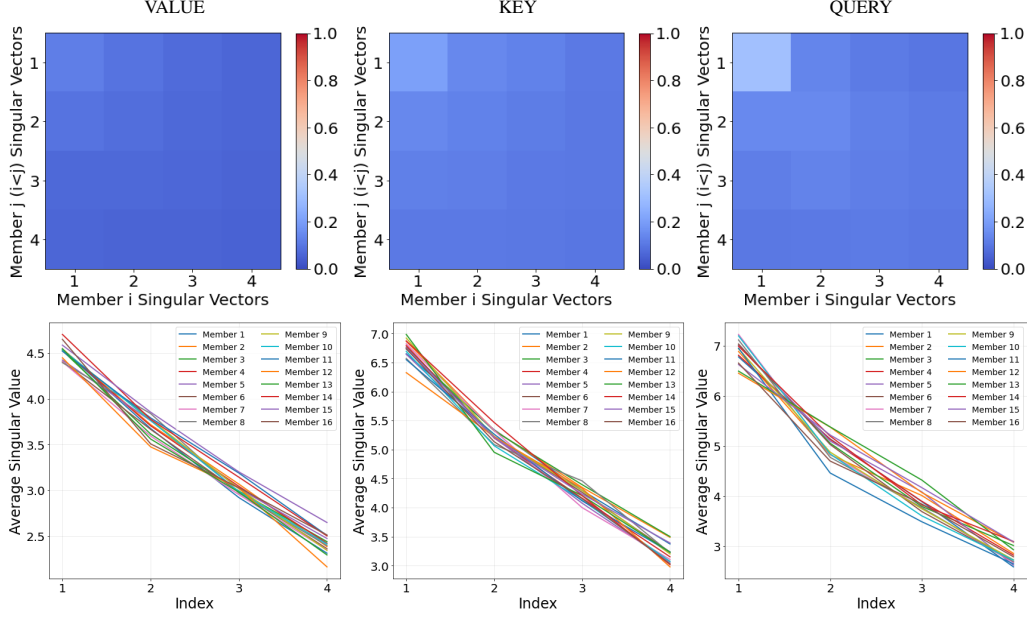 VALUE KEY QUERY
Member j (i<j) Singular Vectors
1
2
3
4
1 2 3 4
Member i Singular Vectors
1.0
0.8
0.6
0.4
0.2
0.0
Member j (i<j) Singular Vectors
1
2
3
4
1 2 3 4
Member i Singular Vectors
1.0
0.8
0.6
0.4
0.2
0.0
Member j (i<j) Singular Vectors
1
2
3
4
1 2 3 4
Member i Singular Vectors
1.0
0.8
0.6
0.4
0.2
0.0
Average Singular Value
4.5
4.0
3.5
3.0
2.5
1 2 3 4
Index
Member 1 Member 9
Member 2 Member 10
Member 3 Member 11
Member 4 Member 12
Member 5 Member 13
Member 6 Member 14
Member 7 Member 15
Member 8 Member 16
Average Singular Value
7.0
6.5
6.0
5.5
5.0
4.5
4.0
3.5
3.0
1 2 3 4
Index
Member 1 Member 9
Member 2 Member 10
Member 3 Member 11
Member 4 Member 12
Member 5 Member 13
Member 6 Member 14
Member 7 Member 15
Member 8 Member 16
Average Singular Value
7
6
5
4
3
1 2 3 4
Index
Member 1 Member 9
Member 2 Member 10
Member 3 Member 11
Member 4 Member 12
Member 5 Member 13
Member 6 Member 14
Member 7 Member 15
Member 8 Member 16